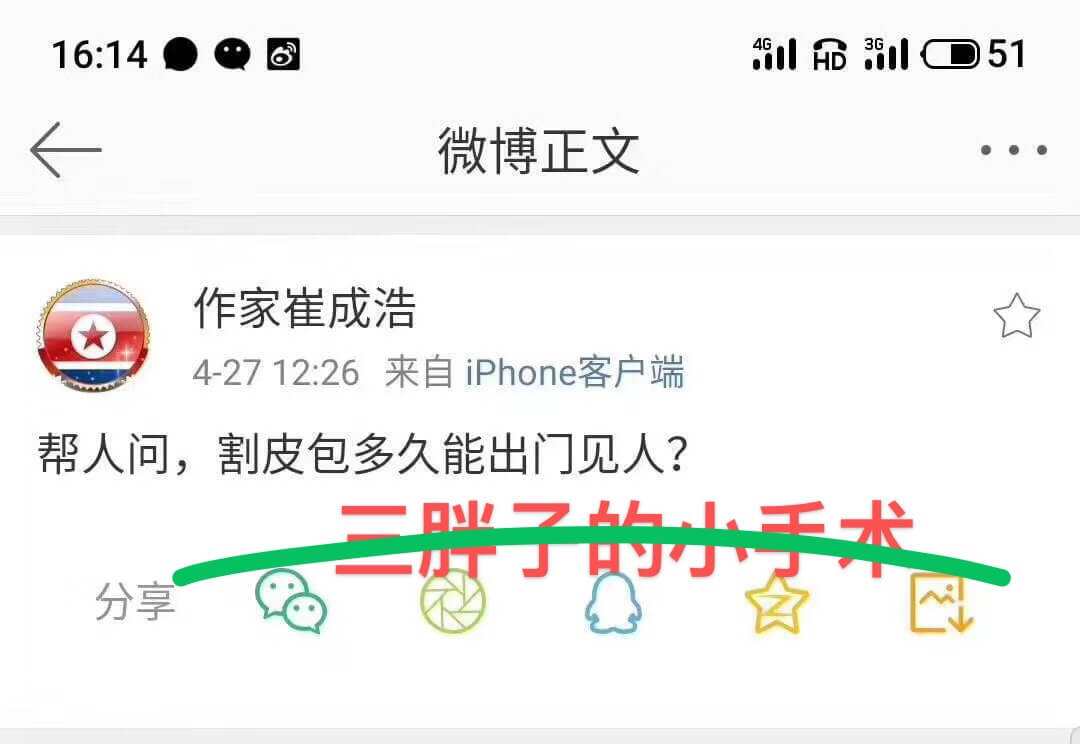 16:14 4G HD 3G 51
微博正文
作家崔成浩
4-27 12:26 来自 iPhone客户端
帮人问，割皮包多久能出门见人？
三胖子的小手术
分享